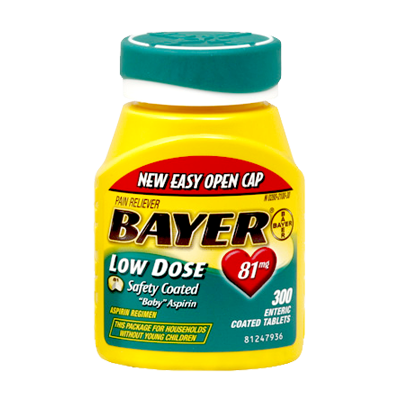 NEW EASY OPEN CAP
PAIN RELIEVER
BAYER
BAYER
BAYER
LOW DOSE
81mg
Safety Coated
"Baby" Aspirin
ASPIRIN REGIMEN
THIS PACKAGE FOR HOUSEHOLDS
WITHOUT YOUNG CHILDREN
300
ENTERIC
COATED TABLETS
81247936